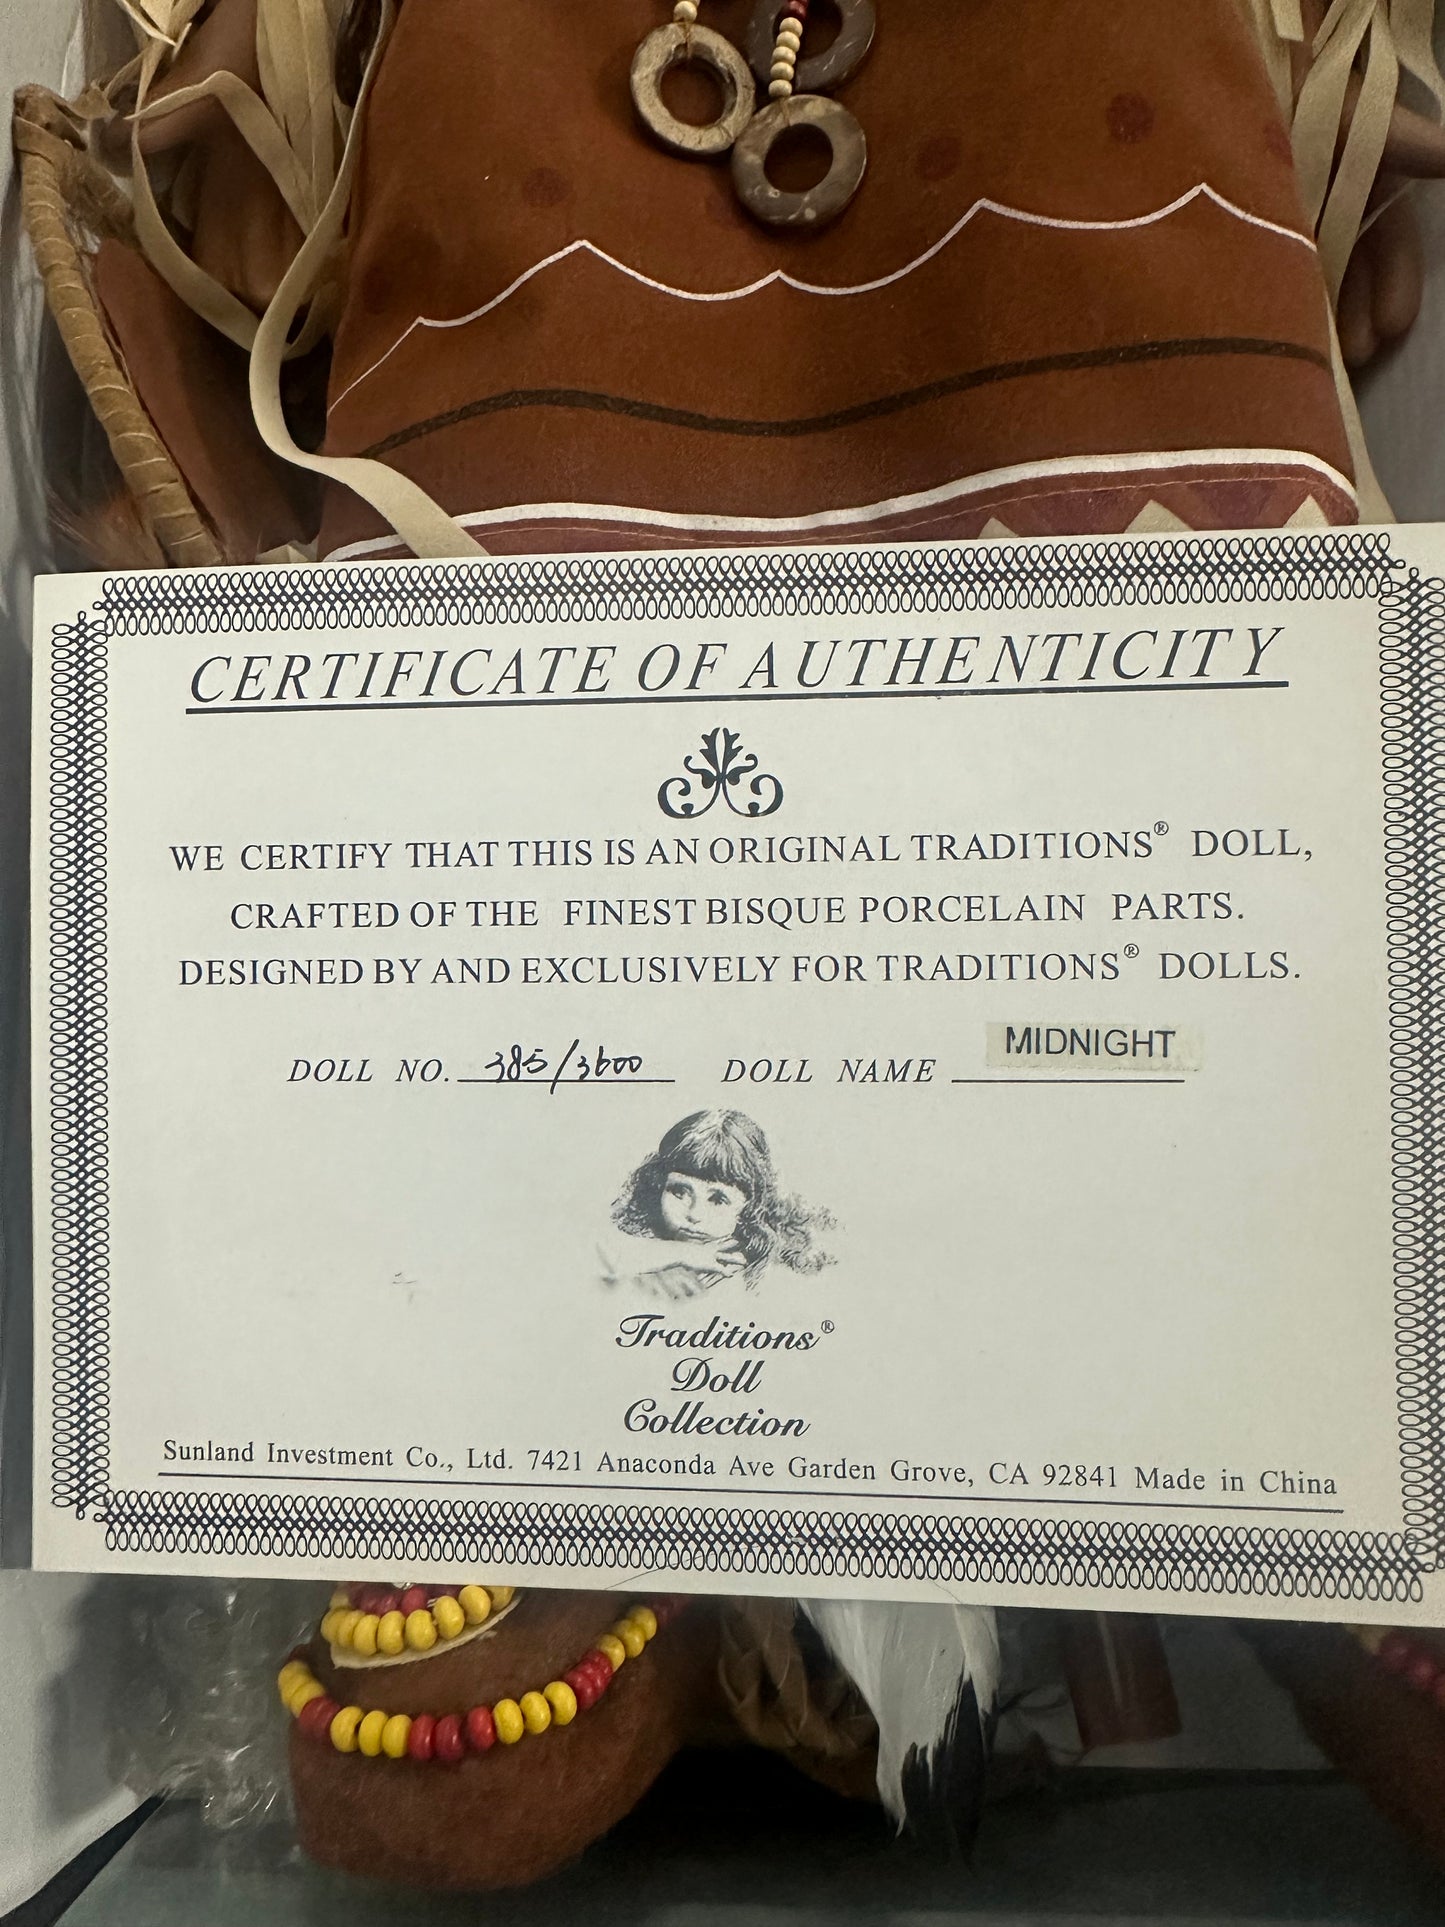 CERTIFICATE OF AUTHENTICITY
WE CERTIFY THAT THIS IS AN ORIGINAL TRADITIONS® DOLL,
CRAFTED OF THE FINEST BISQUE PORCELAIN PARTS.
DESIGNED BY AND EXCLUSIVELY FOR TRADITIONS® DOLLS.
DOLL NO. 385/3600 DOLL NAME MIDNIGHT
Traditions®
Doll
Collection
Sunland Investment Co., Ltd. 7421 Anaconda Ave Garden Grove, CA 92841 Made in China